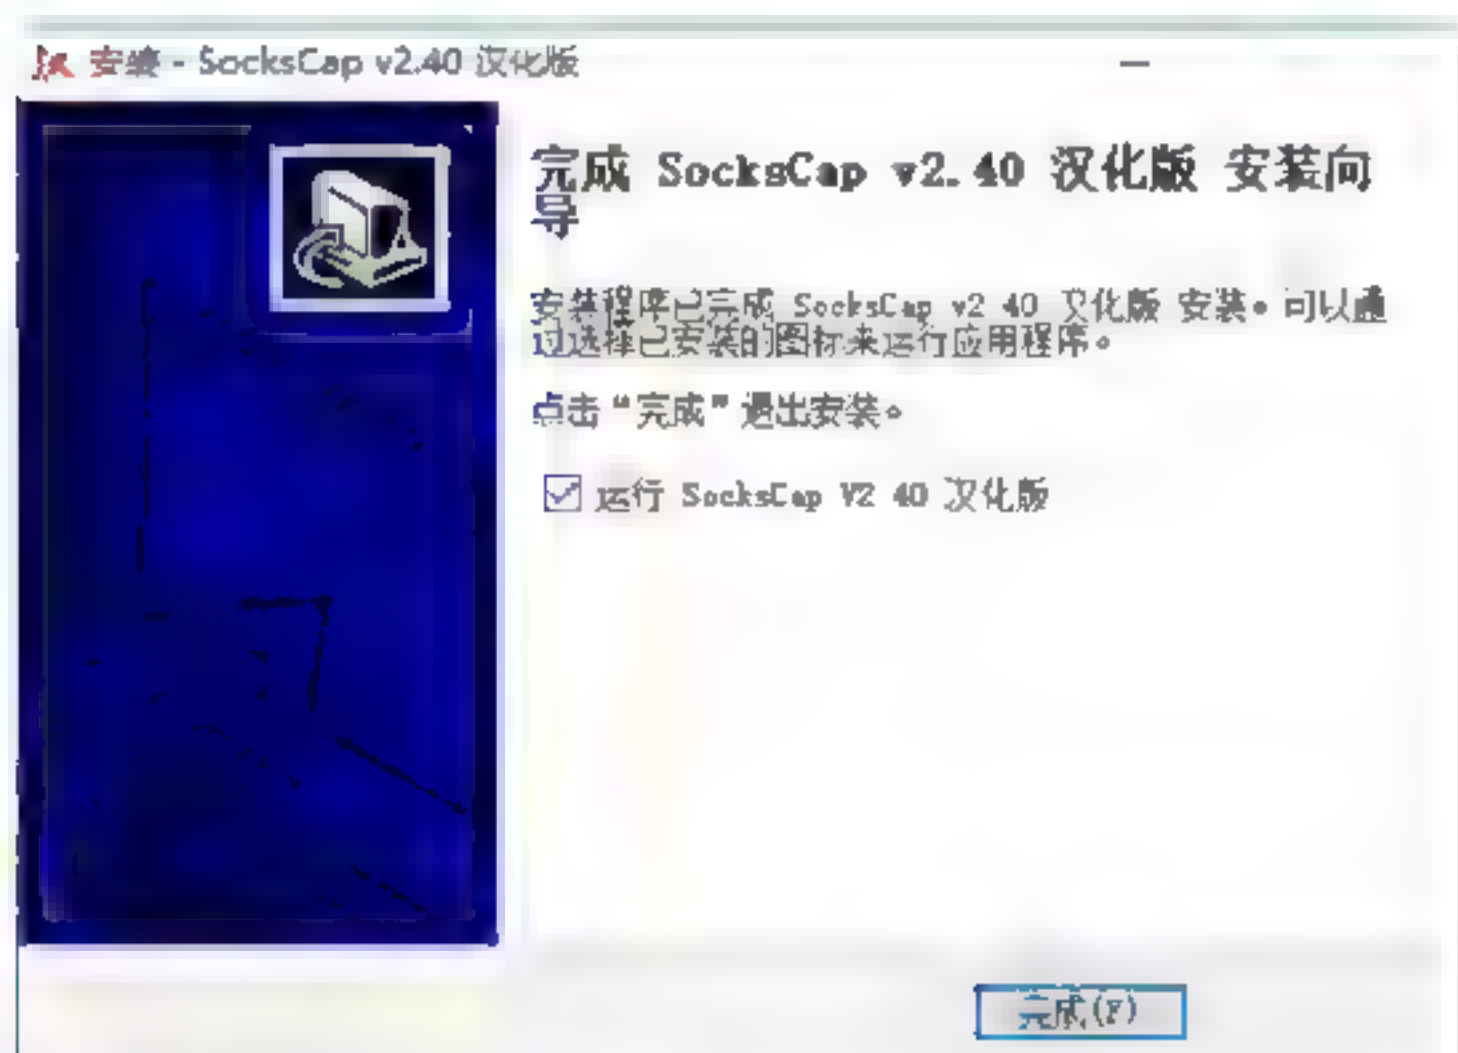 安装 - SocksCap v2.40 汉化版
完成 SocksCap v2.40 汉化版 安装向
导
安装程序已完成 SocksCap v2.40 汉化版 安装。可以通
过选择已安装的图标来运行应用程序。
点击“完成”退出安装。
运行 SocksCap V2.40 汉化版
完成(F)